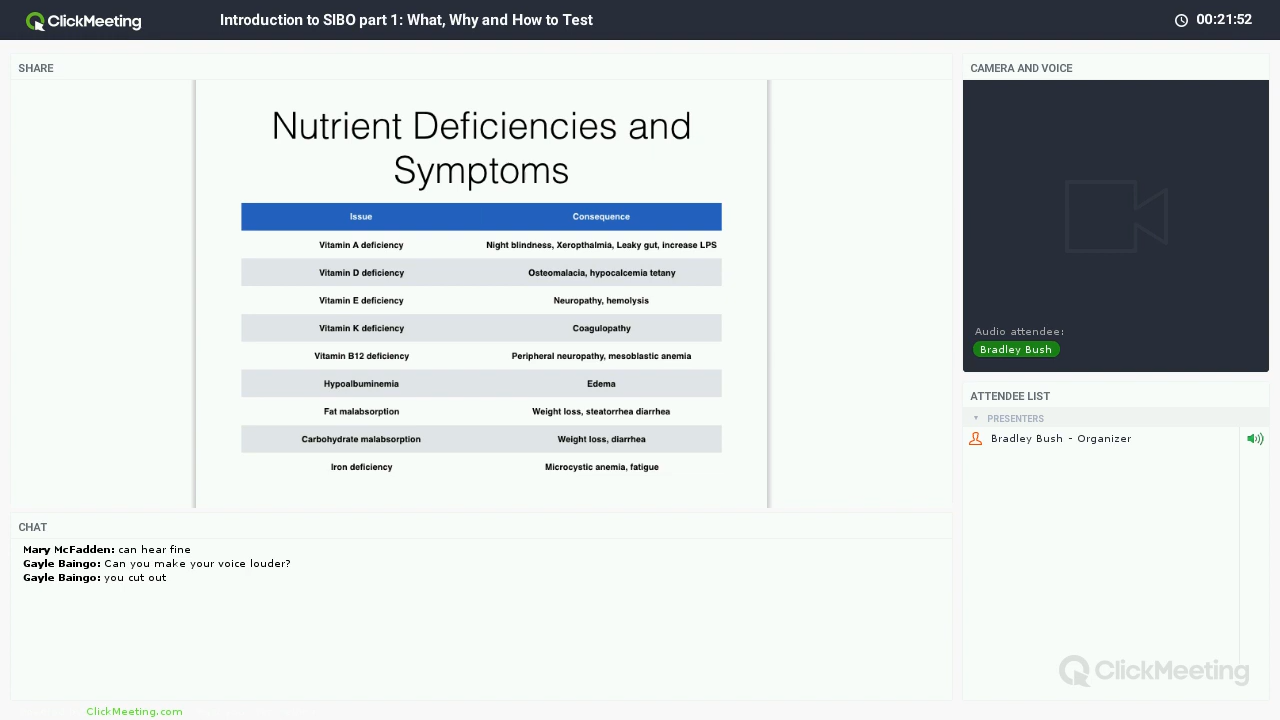 ClickMeeting
Introduction to SIBO part 1: What, Why and How to Test
00:21:52
SHARE
Nutrient Deficiencies and
Symptoms
Issue Consequence
Vitamin A deficiency Night blindness, Xeropthalmia, Leaky gut, increase LPS
Vitamin D deficiency Osteomalacia, hypocalcemia tetany
Vitamin E deficiency Neuropathy, hemolysis
Vitamin K deficiency Coagulopathy
Vitamin B12 deficiency Peripheral neuropathy, mesoblastic anemia
Hypoalbuminemia Edema
Fat malabsorption Weight loss, steatorrhea diarrhea
Carbohydrate malabsorption Weight loss, diarrhea
Iron deficiency Microcystic anemia, fatigue
CAMERA AND VOICE
Audio attendee:
Bradley Bush
ATTENDEE LIST
PRESENTERS
Bradley Bush - Organizer
CHAT
Mary McFadden: can hear fine
Gayle Baingo: Can you make your voice louder?
Gayle Baingo: you cut out
ClickMeeting
ClickMeeting.com